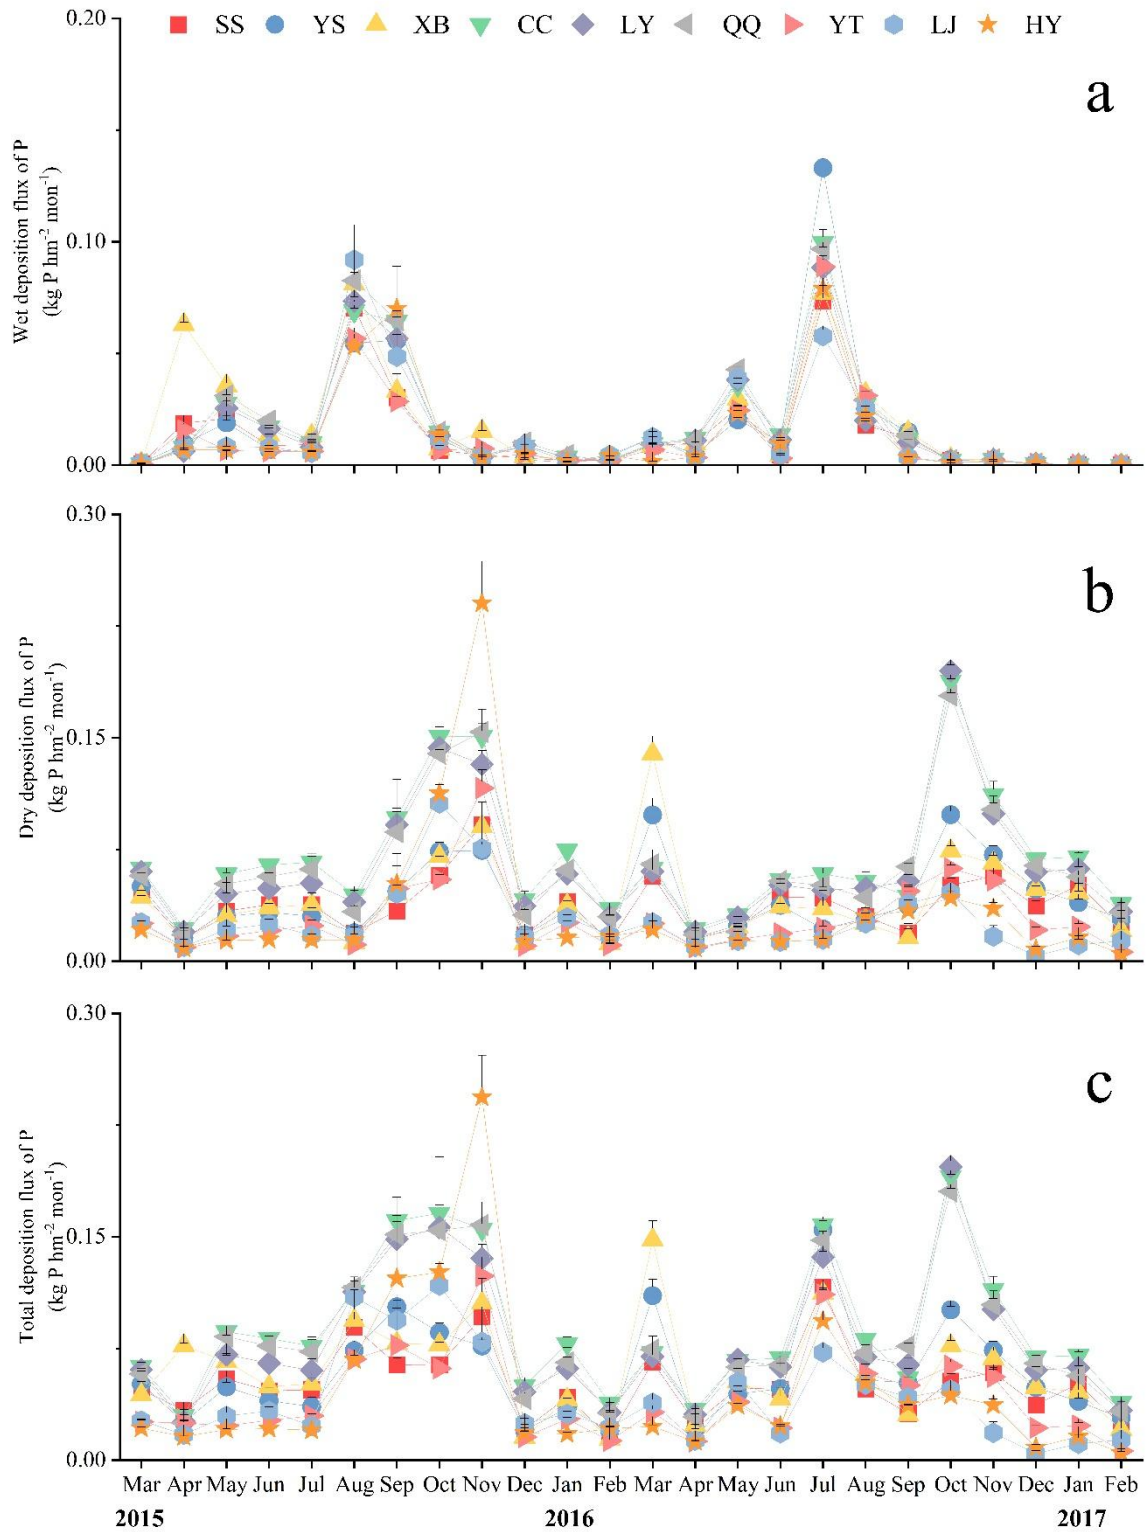 SS YS XB CC LY QQ YT LJ HY
a
Wet deposition flux of P
(kg P hm⁻² mon⁻¹)
0.20
0.10
0.00
b
Dry deposition flux of P
(kg P hm⁻² mon⁻¹)
0.30
0.15
0.00
c
Total deposition flux of P
(kg P hm⁻² mon⁻¹)
0.30
0.15
0.00
Mar Apr May Jun Jul Aug Sep Oct Nov Dec Jan Feb Mar Apr May Jun Jul Aug Sep Oct Nov Dec Jan Feb
2015 2016 2017